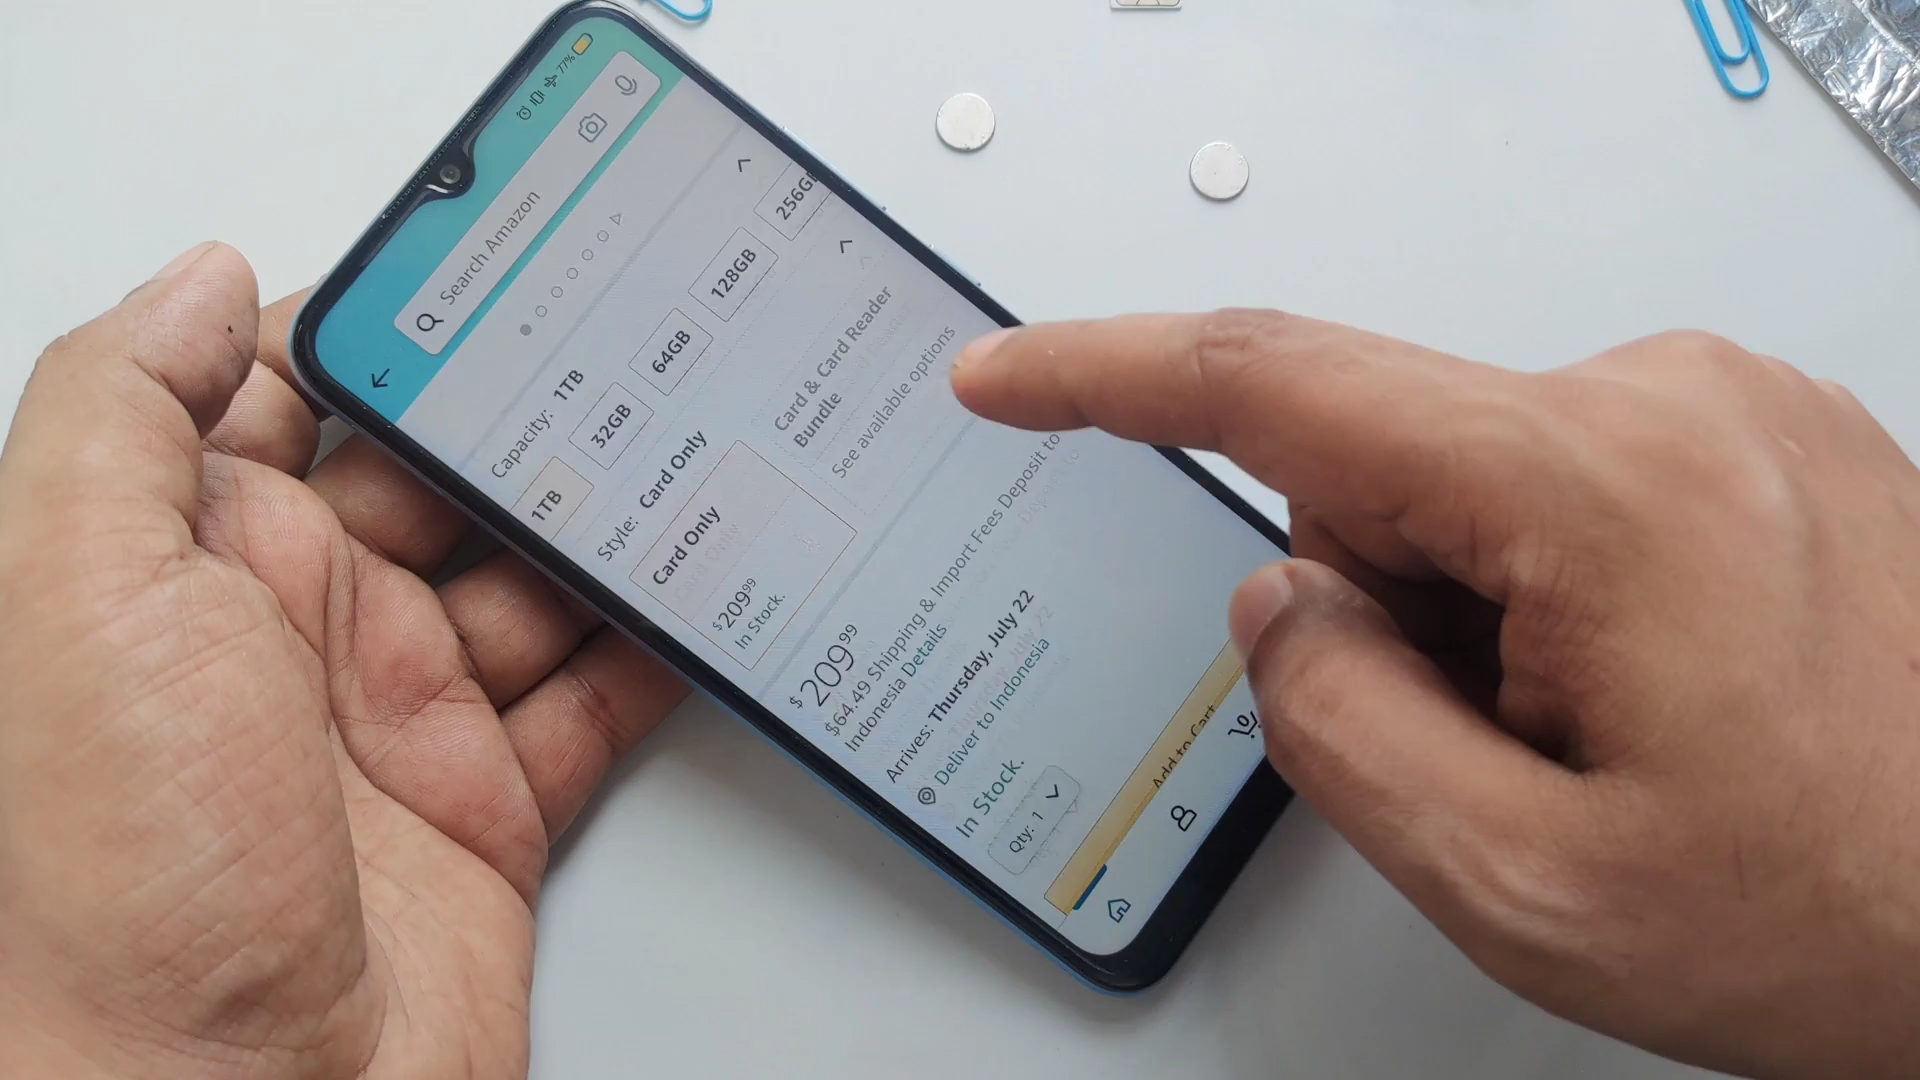 77%
Search Amazon
Capacity: 1TB
1TB 32GB 64GB 128GB 256G
Style: Card Only
Card Only
$209.99
In Stock.
Card & Card Reader
Bundle
See available options
$209.99
$64.49 Shipping & Import Fees Deposit to
Indonesia Details
Arrives: Thursday, July 22
Deliver to Indonesia
In Stock.
Qty: 1
Add to Cart